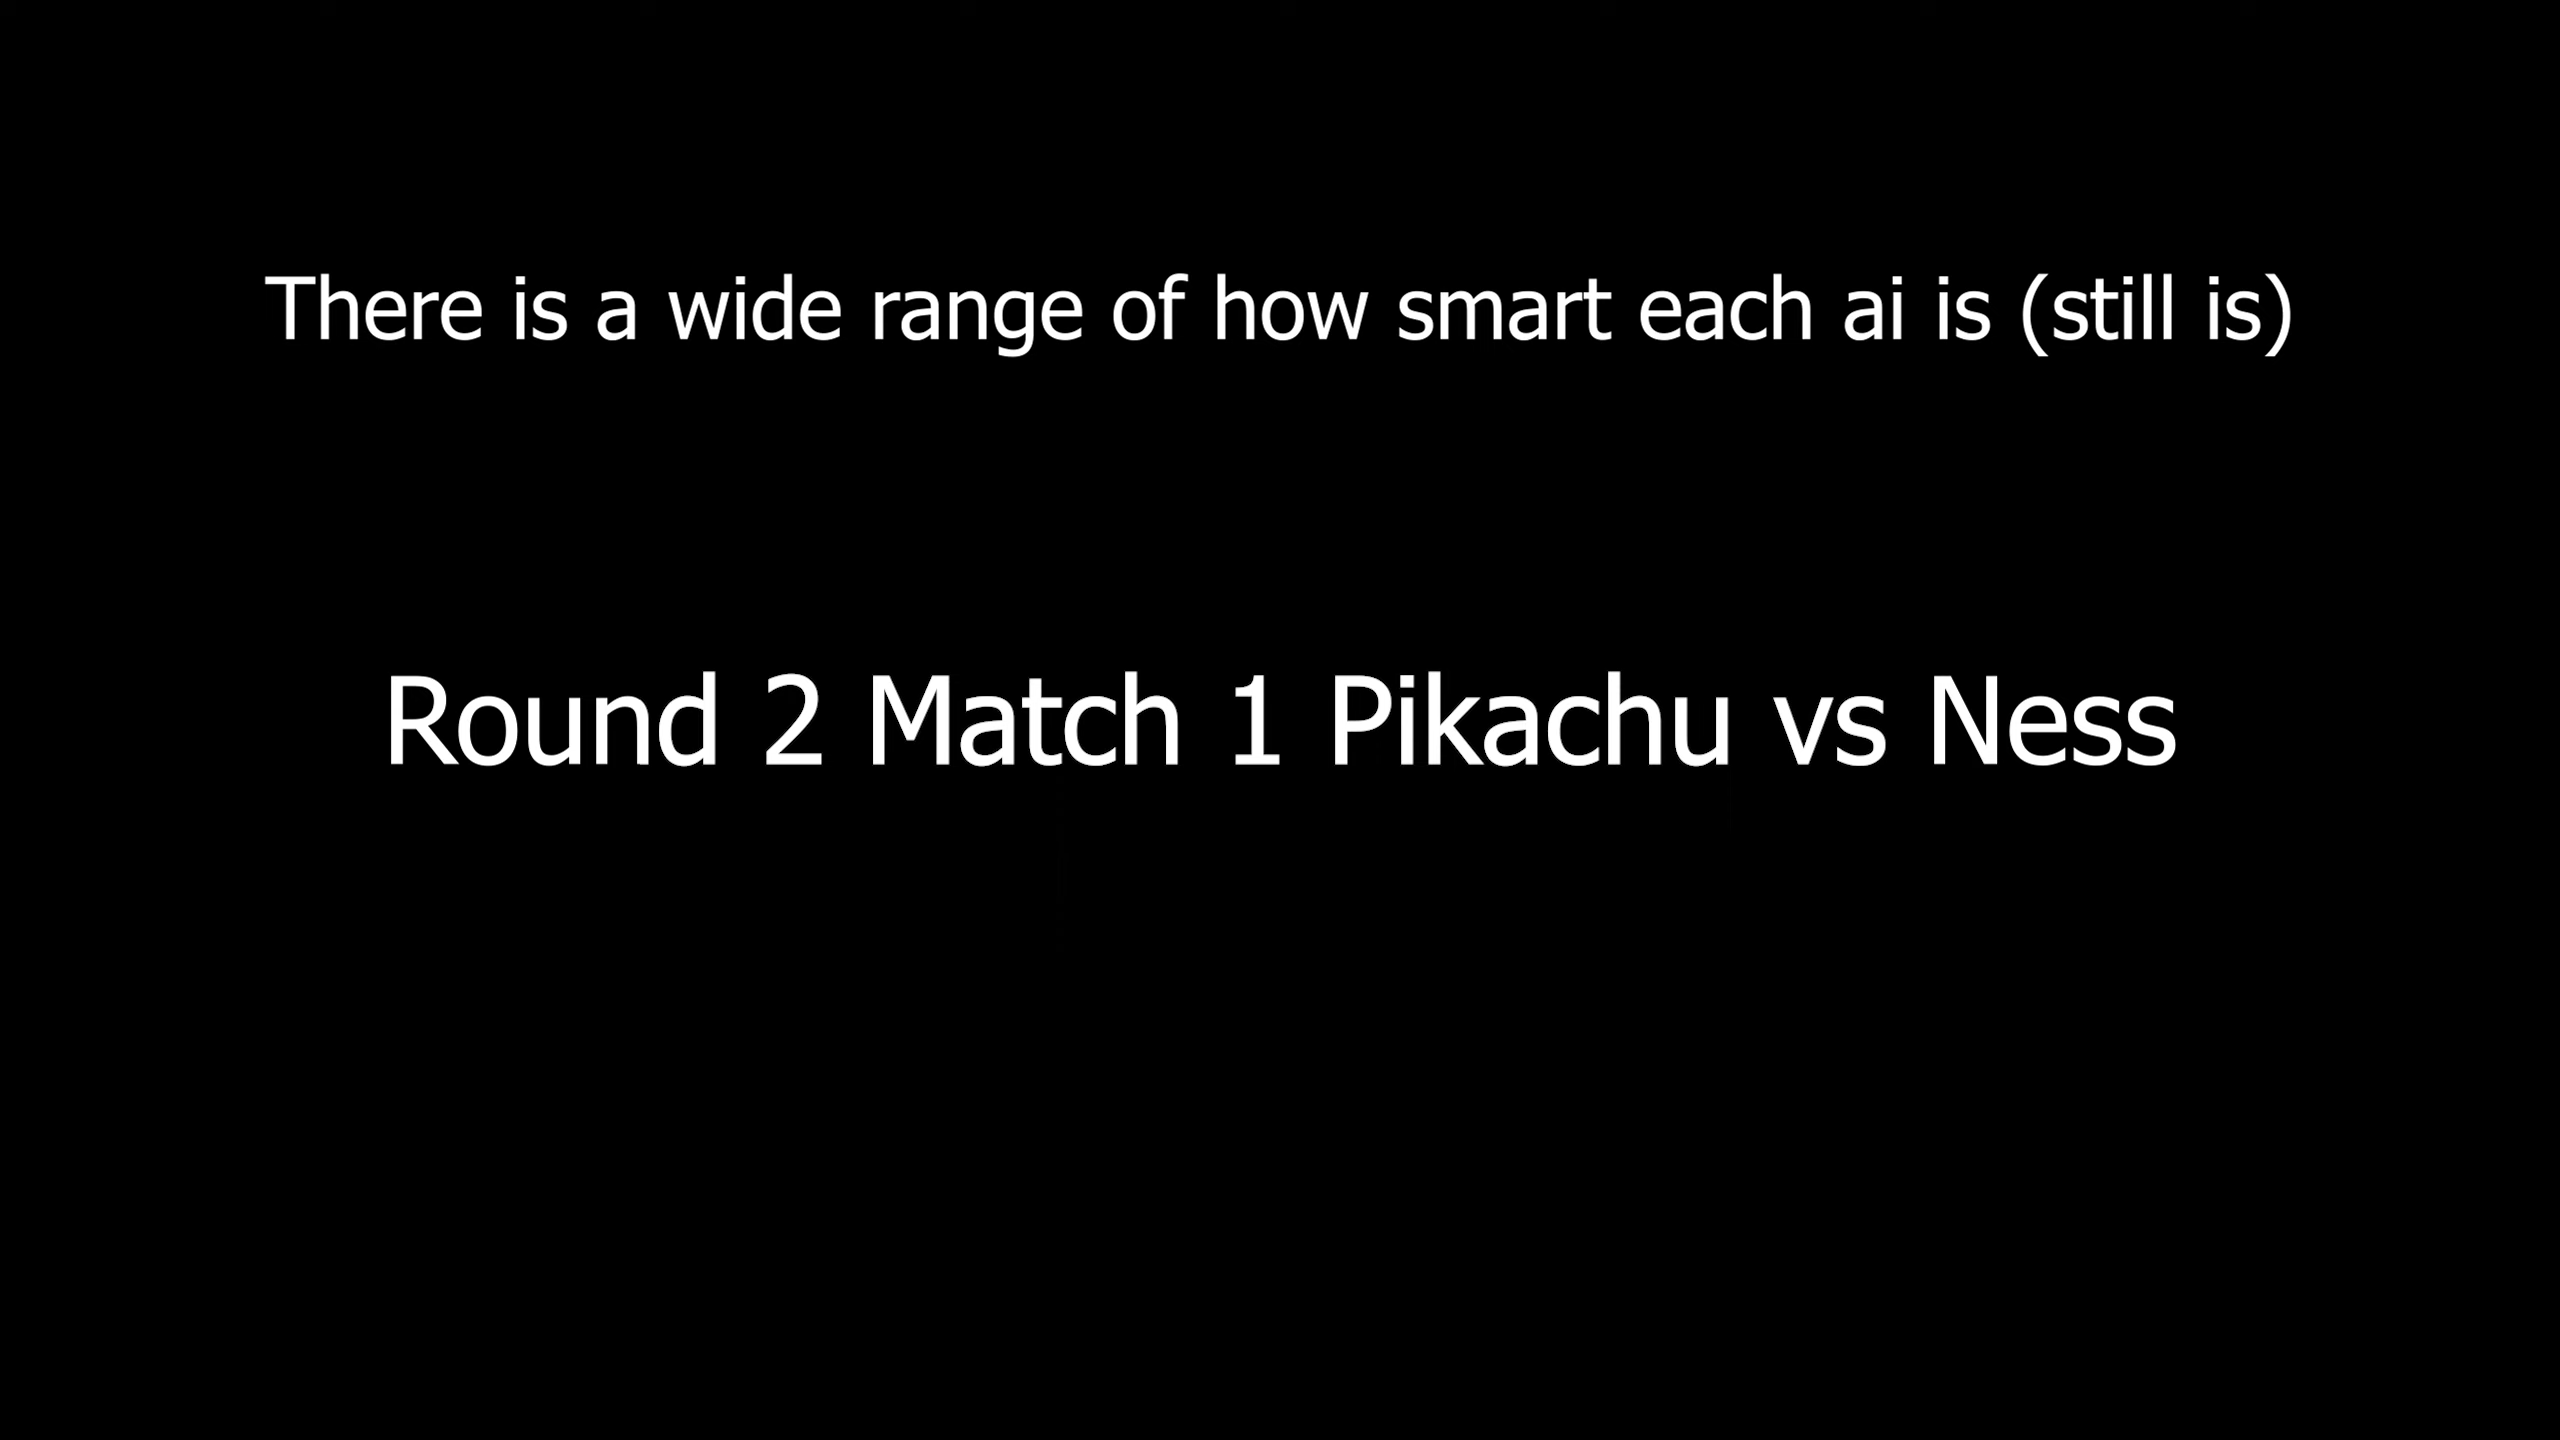 There is a wide range of how smart each ai is (still is)
Round 2 Match 1 Pikachu vs Ness